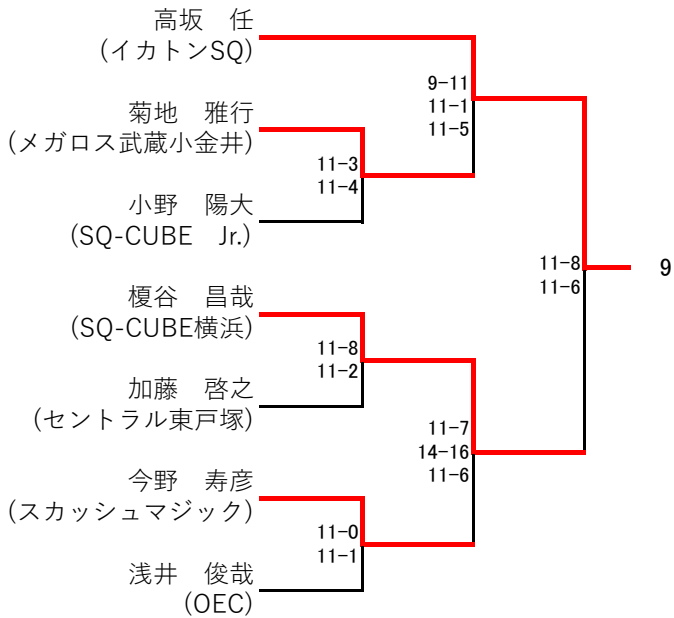 高坂　任
(イカトンSQ)
9-11
11-1
11-5
菊地　雅行
(メガロス武蔵小金井)
11-3
11-4
小野　陽大
(SQ-CUBE　Jr.)
11-8
11-6
9
榎谷　昌哉
(SQ-CUBE横浜)
11-8
11-2
加藤　啓之
(セントラル東戸塚)
11-7
14-16
11-6
今野　寿彦
(スカッシュマジック)
11-0
11-1
浅井　俊哉
(OEC)